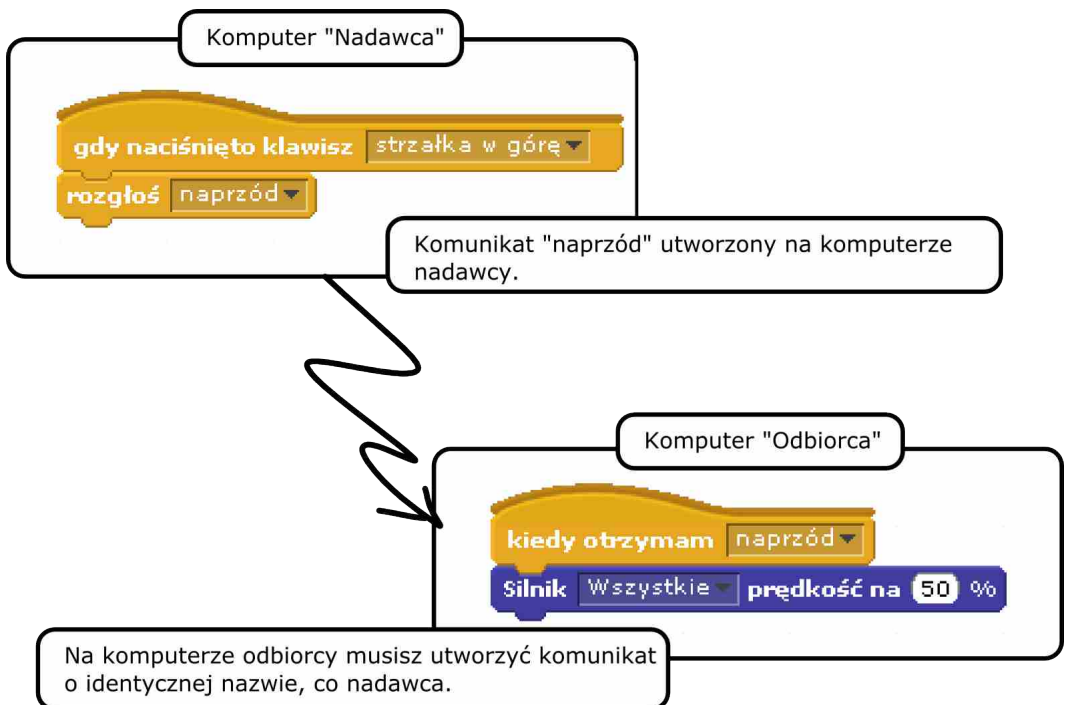 Komputer "Nadawca"
gdy naciśnięto klawisz strzałka w górę
rozgłoś naprzód
Komunikat "naprzód" utworzony na komputerze
nadawcy.
Komputer "Odbiorca"
kiedy otrzymam naprzód
Silnik Wszystkie prędkość na 50 %
Na komputerze odbiorcy musisz utworzyć komunikat
o identycznej nazwie, co nadawca.